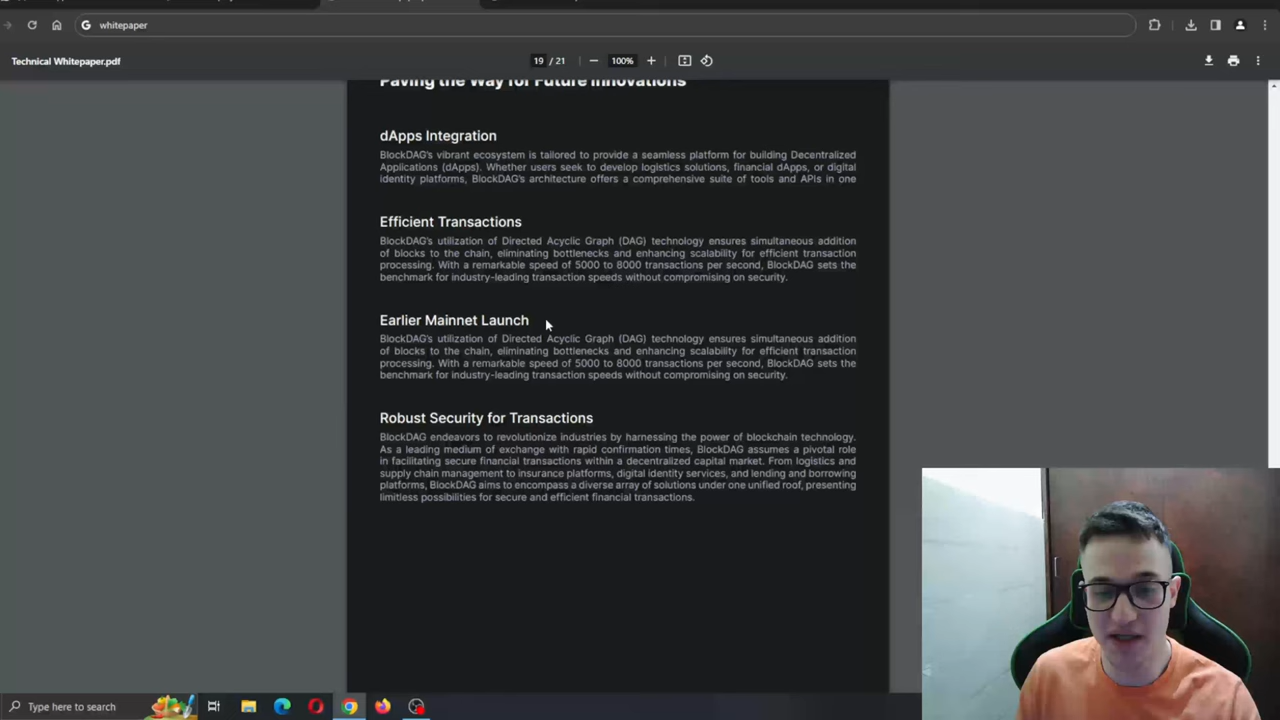 whitepaper
Technical Whitepaper.pdf
19 / 21
100%
Paving the Way for Future Innovations
dApps Integration
BlockDAG's vibrant ecosystem is tailored to provide a seamless platform for building Decentralized
Applications (dApps). Whether users seek to develop logistics solutions, financial dApps, or digital
identity platforms, BlockDAG's architecture offers a comprehensive suite of tools and APIs in one
Efficient Transactions
BlockDAG's utilization of Directed Acyclic Graph (DAG) technology ensures simultaneous addition
of blocks to the chain, eliminating bottlenecks and enhancing scalability for efficient transaction
processing. With a remarkable speed of 5000 to 8000 transactions per second, BlockDAG sets the
benchmark for industry-leading transaction speeds without compromising on security.
Earlier Mainnet Launch
BlockDAG's utilization of Directed Acyclic Graph (DAG) technology ensures simultaneous addition
of blocks to the chain, eliminating bottlenecks and enhancing scalability for efficient transaction
processing. With a remarkable speed of 5000 to 8000 transactions per second, BlockDAG sets the
benchmark for industry-leading transaction speeds without compromising on security.
Robust Security for Transactions
BlockDAG endeavors to revolutionize industries by harnessing the power of blockchain technology.
As a leading medium of exchange with rapid confirmation times, BlockDAG assumes a pivotal role
in facilitating secure financial transactions within a decentralized capital market. From logistics and
supply chain management to insurance platforms, digital identity services, and lending and borrowing
platforms, BlockDAG aims to encompass a diverse array of solutions under one unified roof, presenting
limitless possibilities for secure and efficient financial transactions.
Type here to search